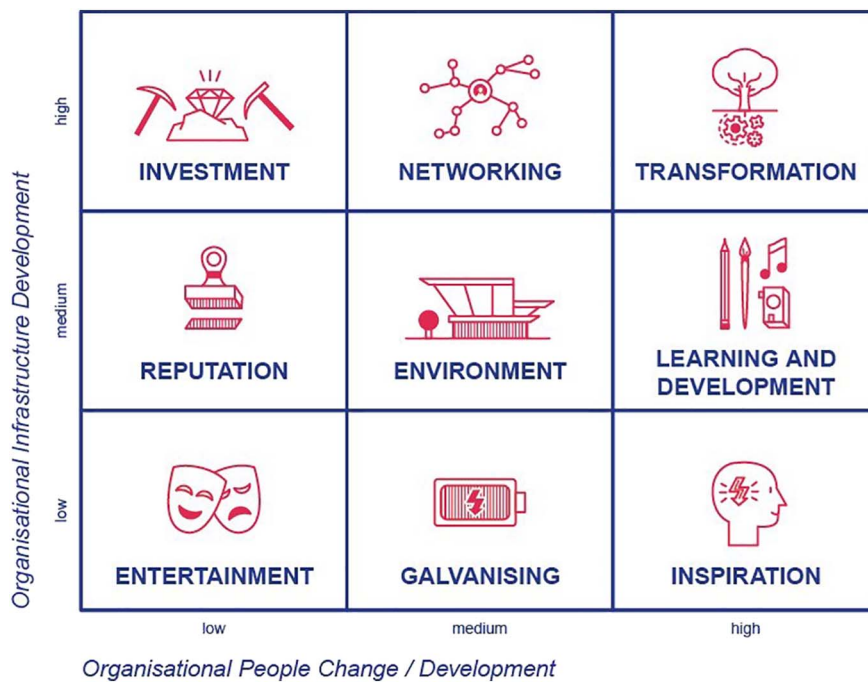 Organisational Infrastructure Development
high
INVESTMENT
NETWORKING
TRANSFORMATION
medium
REPUTATION
ENVIRONMENT
LEARNING AND
DEVELOPMENT
low
ENTERTAINMENT
GALVANISING
INSPIRATION
low
medium
high
Organisational People Change / Development